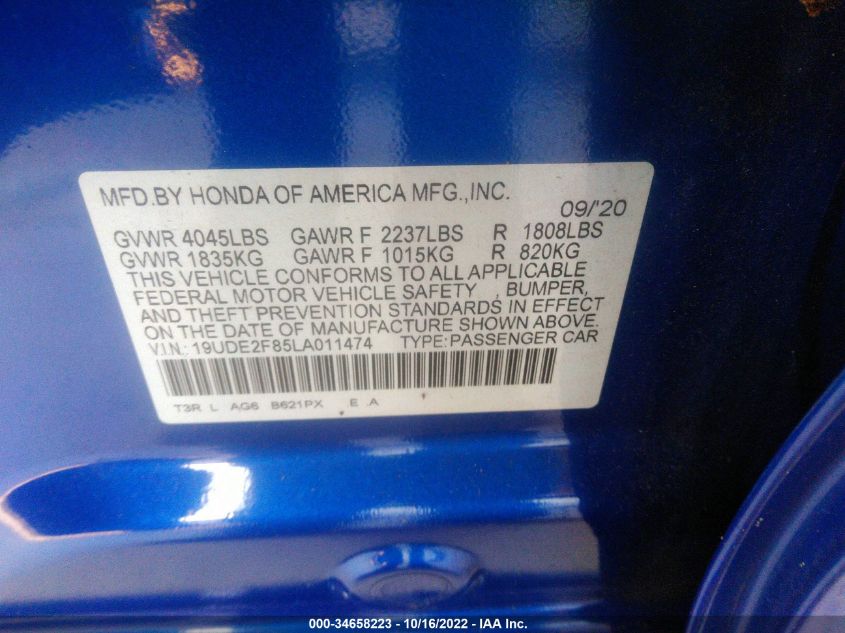 MFD.BY HONDA OF AMERICA MFG.,INC.
09/'20
GVWR 4045LBS GAWR F 2237LBS R 1808LBS
GVWR 1835KG GAWR F 1015KG R 820KG
THIS VEHICLE CONFORMS TO ALL APPLICABLE
FEDERAL MOTOR VEHICLE SAFETY , BUMPER,
AND THEFT PREVENTION STANDARDS IN EFFECT
ON THE DATE OF MANUFACTURE SHOWN ABOVE.
V.I.N.: 19UDE2F85LA011474 TYPE:PASSENGER CAR
T3R L AG6 B621PX E .A
000-34658223 - 10/16/2022 - IAA Inc.